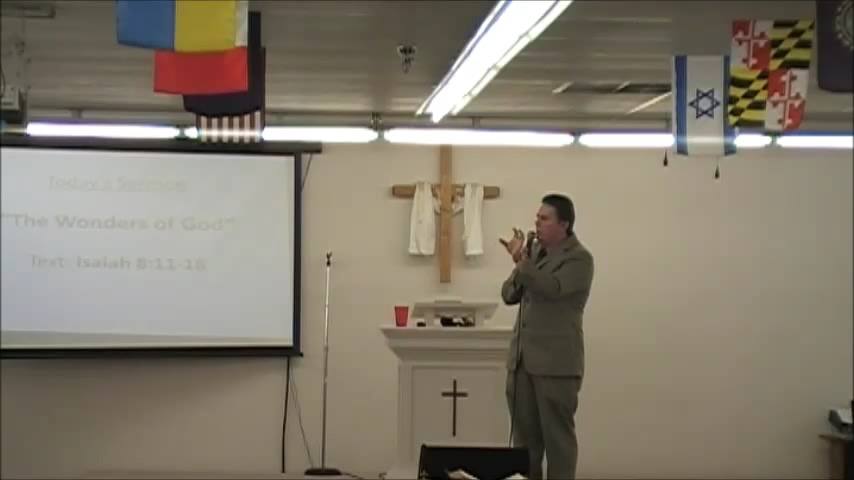 Today's Sermon
"The Wonders of God"
Text: Isaiah 8:11-18